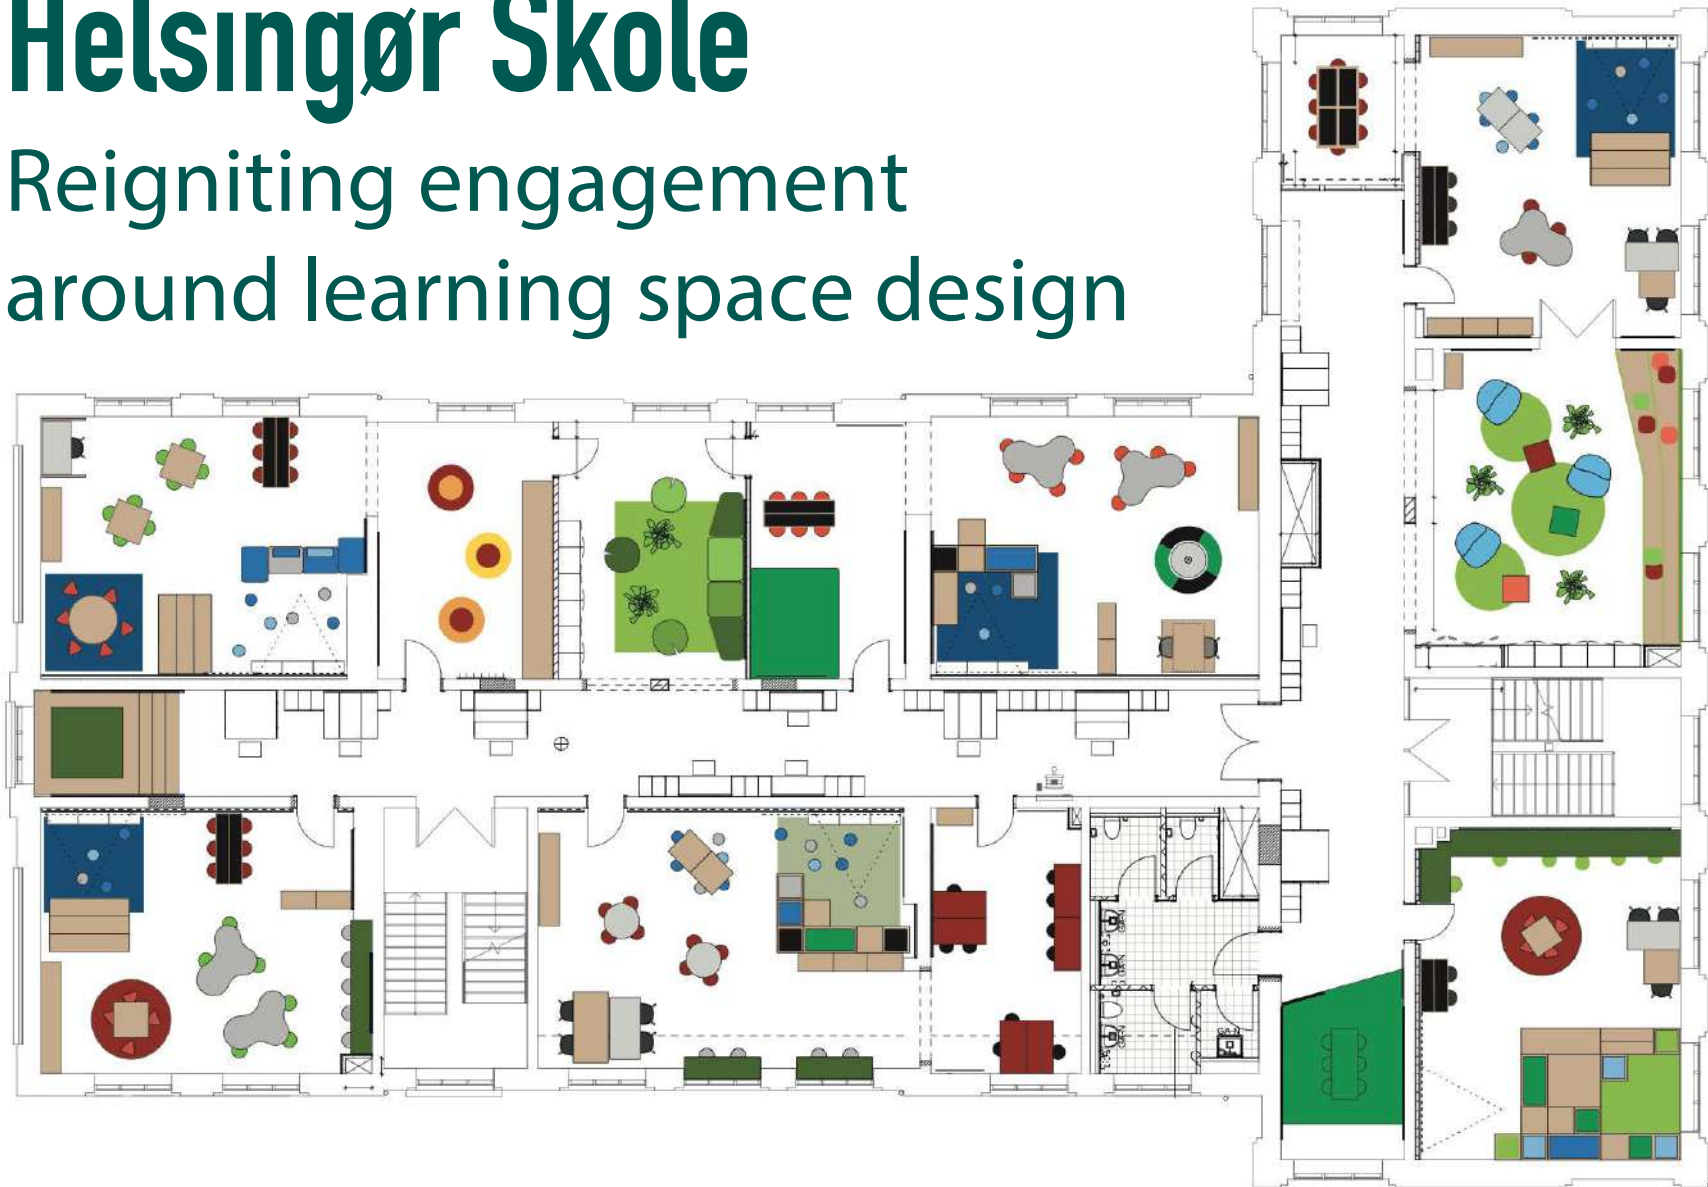 Helsingør Skole
Reigniting engagement
around learning space design